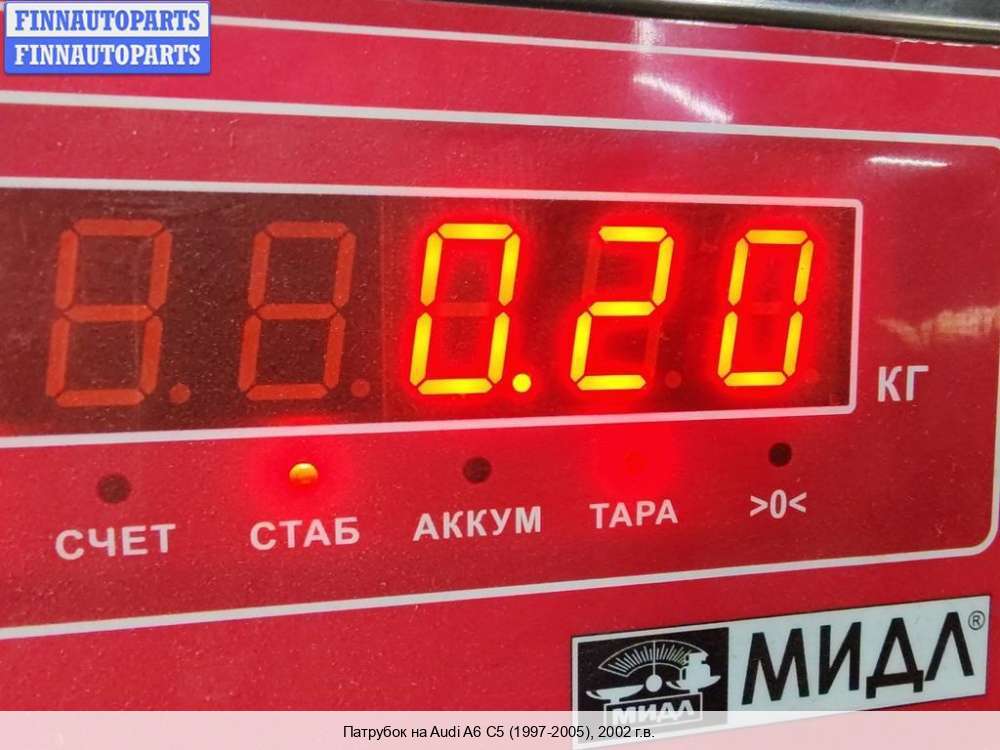 FINNAUTOPARTS
FINNAUTOPARTS
0.20
КГ
СЧЕТ СТАБ АККУМ ТАРА >0<
МИДЛ®
МИДЛ
Патрубок на Audi A6 C5 (1997-2005), 2002 г.в.